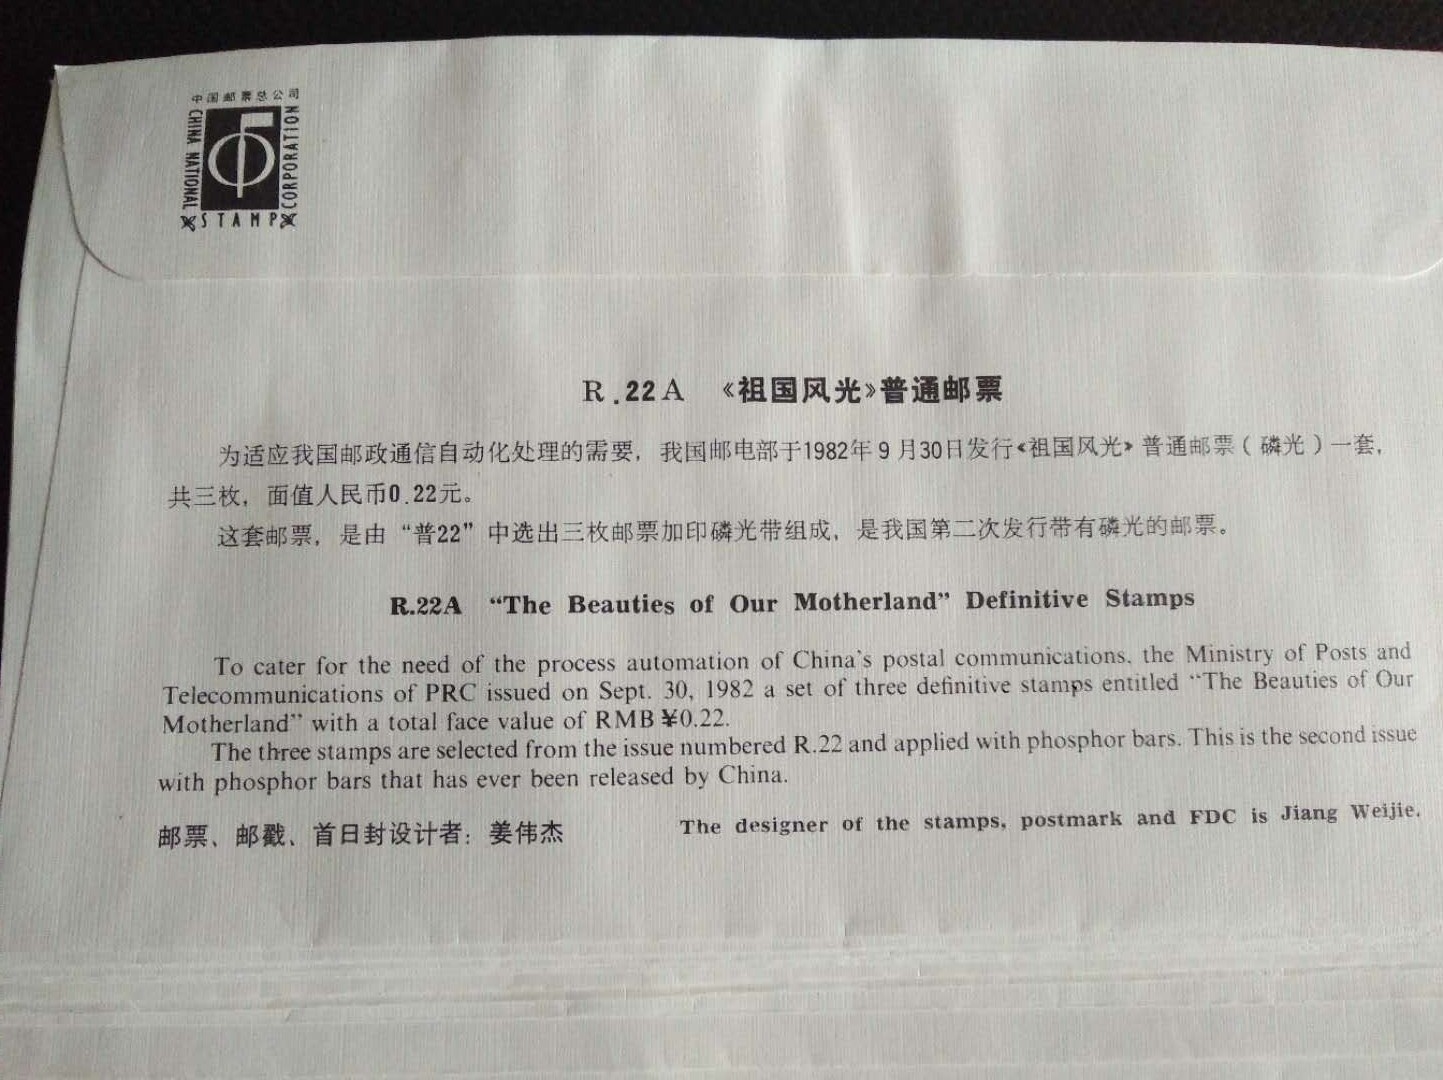 中国邮票总公司
CHINA NATIONAL
STAMP
CORPORATION
R.22A 《祖国风光》普通邮票
为适应我国邮政通信自动化处理的需要，我国邮电部于1982年9月30日发行《祖国风光》普通邮票（磷光）一套，
共三枚，面值人民币0.22元。
这套邮票，是由“普22”中选出三枚邮票加印磷光带组成，是我国第二次发行带有磷光的邮票。
R.22A “The Beauties of Our Motherland” Definitive Stamps
To cater for the need of the process automation of China's postal communications, the Ministry of Posts and
Telecommunications of PRC issued on Sept. 30, 1982 a set of three definitive stamps entitled “The Beauties of Our
Motherland” with a total face value of RMB ¥0.22.
The three stamps are selected from the issue numbered R.22 and applied with phosphor bars. This is the second issue
with phosphor bars that has ever been released by China.
邮票、邮戳、首日封设计者：姜伟杰 The designer of the stamps, postmark and FDC is Jiang Weijie.